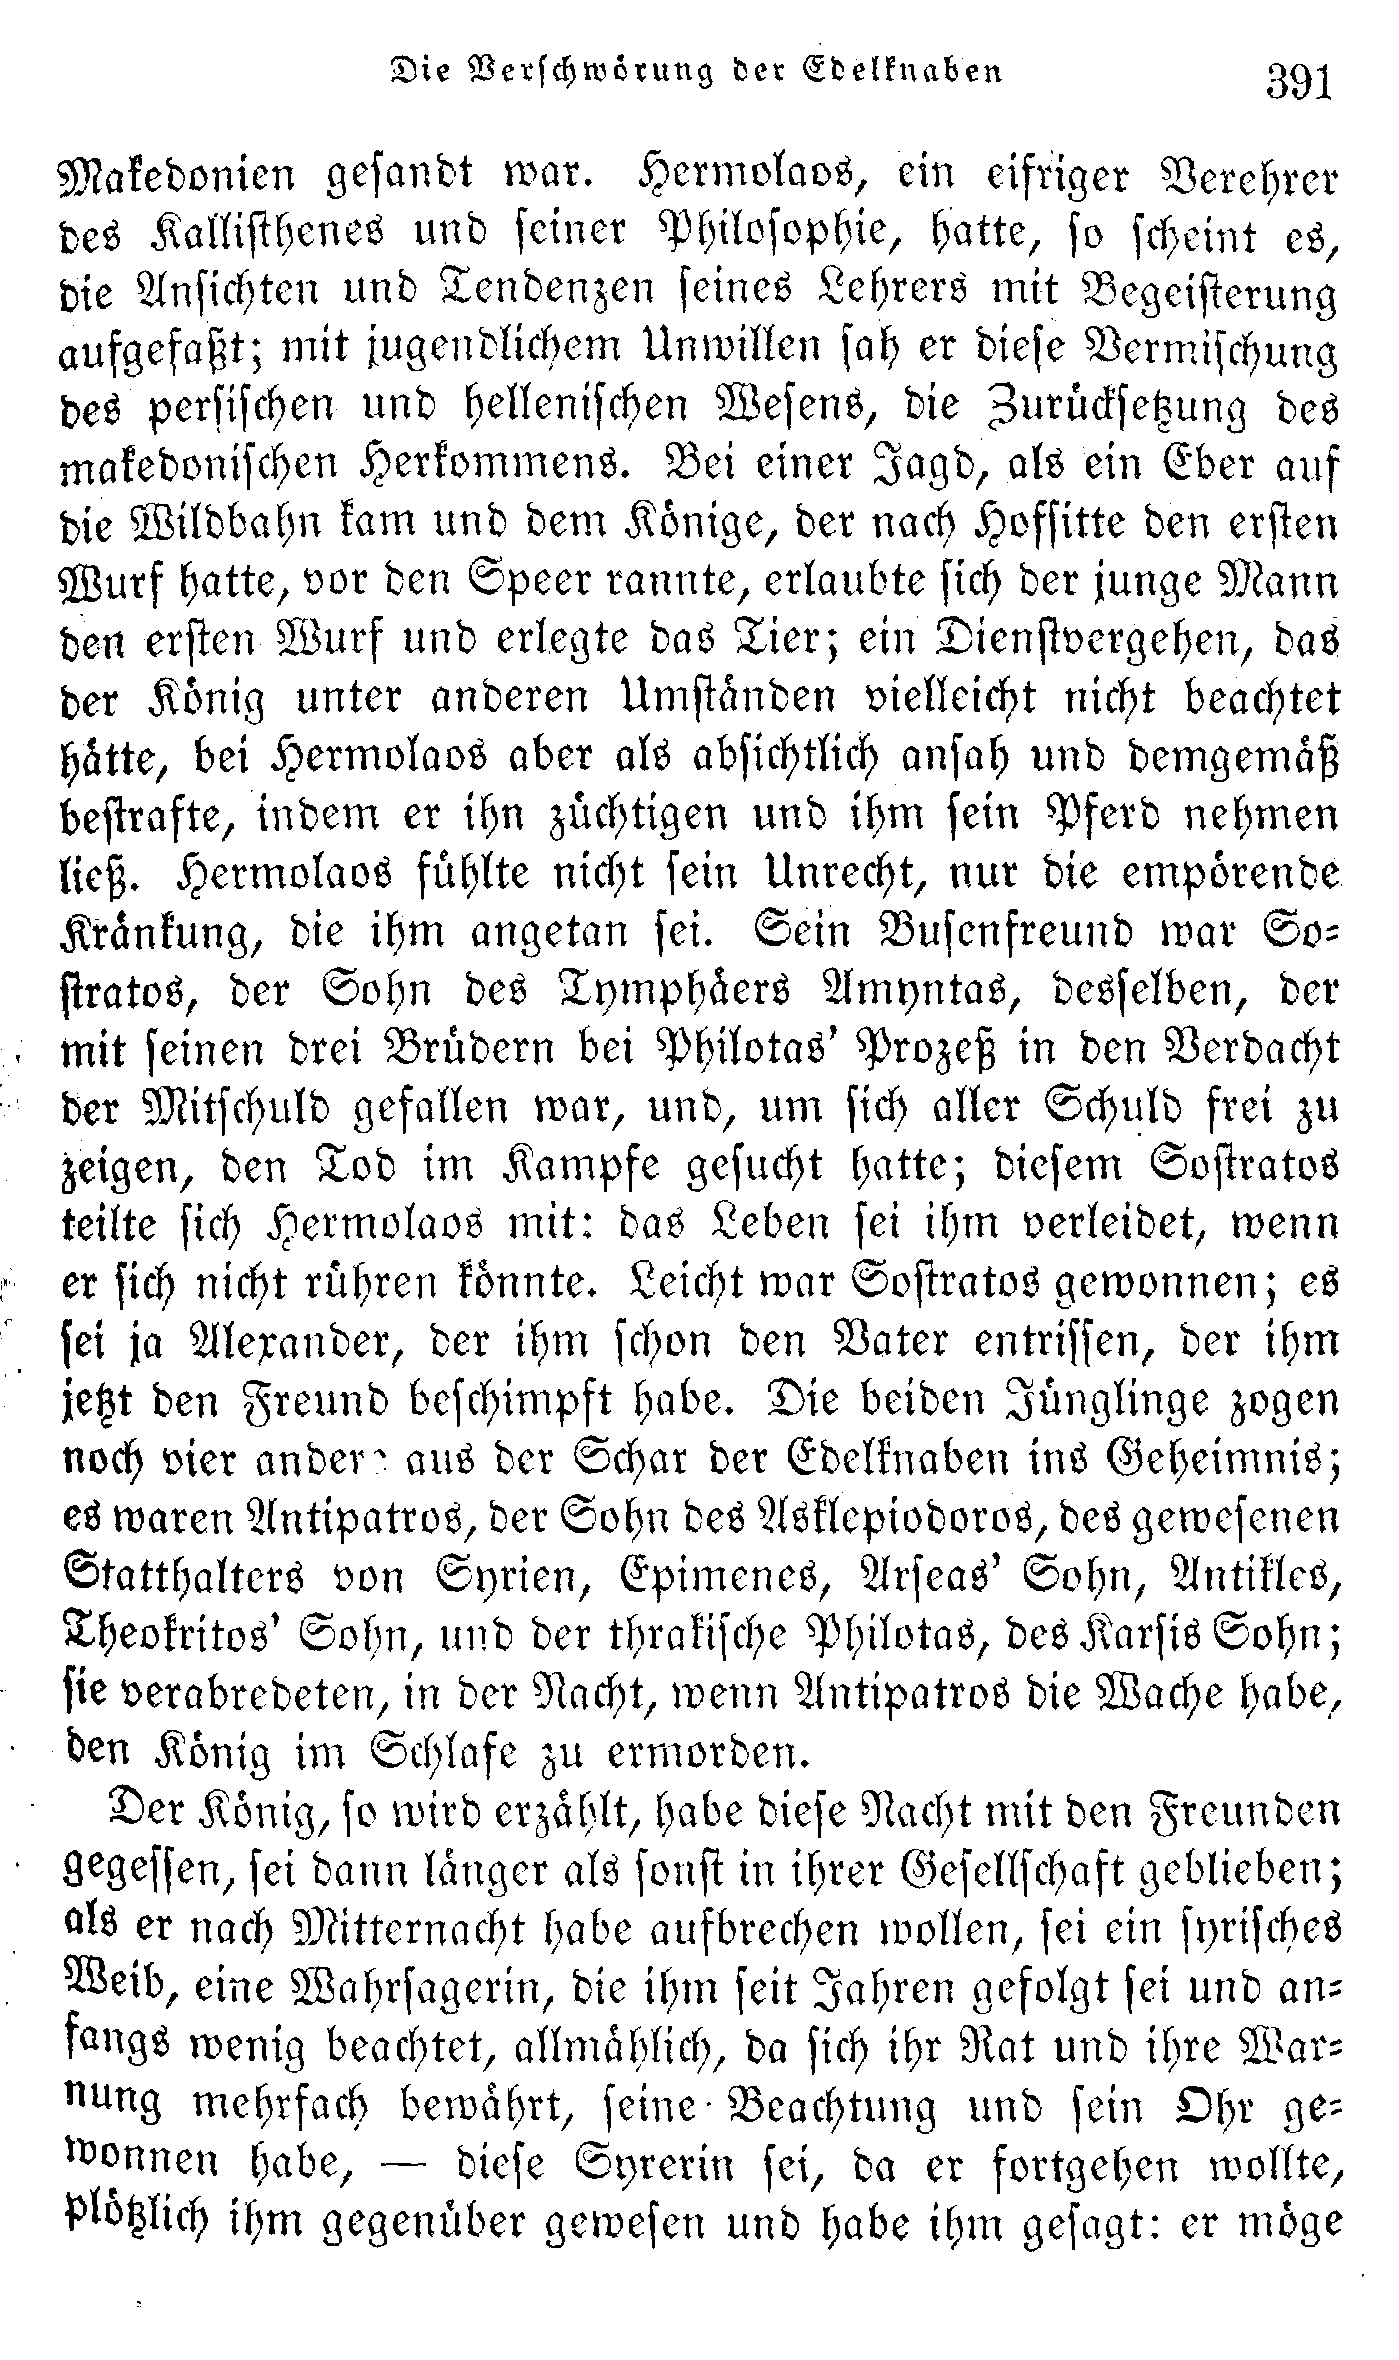 Die Verschwörung der Edelknaben 391
Makedonien gesandt war. Hermolaos, ein eifriger Verehrer
des Kallisthenes und seiner Philosophie, hatte, so scheint es,
die Ansichten und Tendenzen seines Lehrers mit Begeisterung
aufgefaßt; mit jugendlichem Unwillen sah er diese Vermischung
des persischen und hellenischen Wesens, die Zurücksetzung des
makedonischen Herkommens. Bei einer Jagd, als ein Eber auf
die Wildbahn kam und dem Könige, der nach Hofsitte den ersten
Wurf hatte, vor den Speer rannte, erlaubte sich der junge Mann
den ersten Wurf und erlegte das Tier; ein Dienstvergehen, das
der König unter anderen Umständen vielleicht nicht beachtet
hätte, bei Hermolaos aber als absichtlich ansah und demgemäß
bestrafte, indem er ihn züchtigen und ihm sein Pferd nehmen
ließ. Hermolaos fühlte nicht sein Unrecht, nur die empörende
Kränkung, die ihm angetan sei. Sein Busenfreund war So-
stratos, der Sohn des Tymphäers Amyntas, desselben, der
mit seinen drei Brüdern bei Philotas' Prozeß in den Verdacht
der Mitschuld gefallen war, und, um sich aller Schuld frei zu
zeigen, den Tod im Kampfe gesucht hatte; diesem Sostratos
teilte sich Hermolaos mit: das Leben sei ihm verleidet, wenn
er sich nicht rühren könnte. Leicht war Sostratos gewonnen; es
sei ja Alexander, der ihm schon den Vater entrissen, der ihm
jetzt den Freund beschimpft habe. Die beiden Jünglinge zogen
noch vier andere aus der Schar der Edelknaben ins Geheimnis;
es waren Antipatros, der Sohn des Asklepiodoros, des gewesenen
Statthalters von Syrien, Epimenes, Arseas' Sohn, Antikles,
Theokritos' Sohn, und der thrakische Philotas, des Karsis Sohn;
sie verabredeten, in der Nacht, wenn Antipatros die Wache habe,
den König im Schlafe zu ermorden.
Der König, so wird erzählt, habe diese Nacht mit den Freunden
gegessen, sei dann länger als sonst in ihrer Gesellschaft geblieben;
als er nach Mitternacht habe aufbrechen wollen, sei ein syrisches
Weib, eine Wahrsagerin, die ihm seit Jahren gefolgt sei und an-
fangs wenig beachtet, allmählich, da sich ihr Rat und ihre War-
nung mehrfach bewährt, seine Beachtung und sein Ohr ge-
wonnen habe, — diese Syrerin sei, da er fortgehen wollte,
plötzlich ihm gegenüber gewesen und habe ihm gesagt: er möge